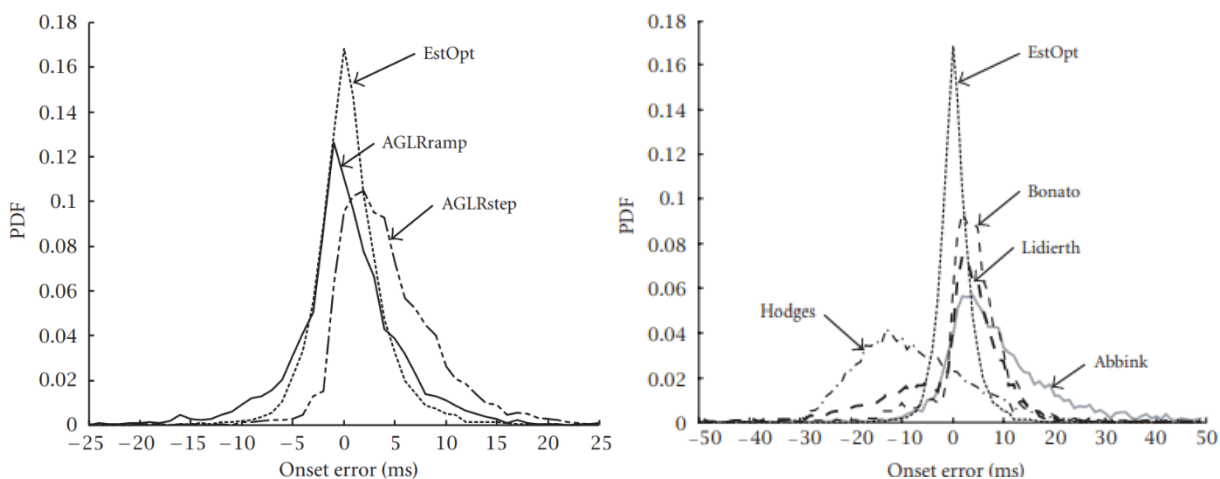 0.18
0.16
0.14
0.12
0.1
0.08
0.06
0.04
0.02
0
PDF
EstOpt
AGLRramp
AGLRstep
−25 −20 −15 −10 −5 0 5 10 15 20 25
Onset error (ms)
0.18
0.16
0.14
0.12
0.1
0.08
0.06
0.04
0.02
0
PDF
EstOpt
Bonato
Lidierth
Hodges
Abbink
−50 −40 −30 −20 −10 0 10 20 30 40 50
Onset error (ms)